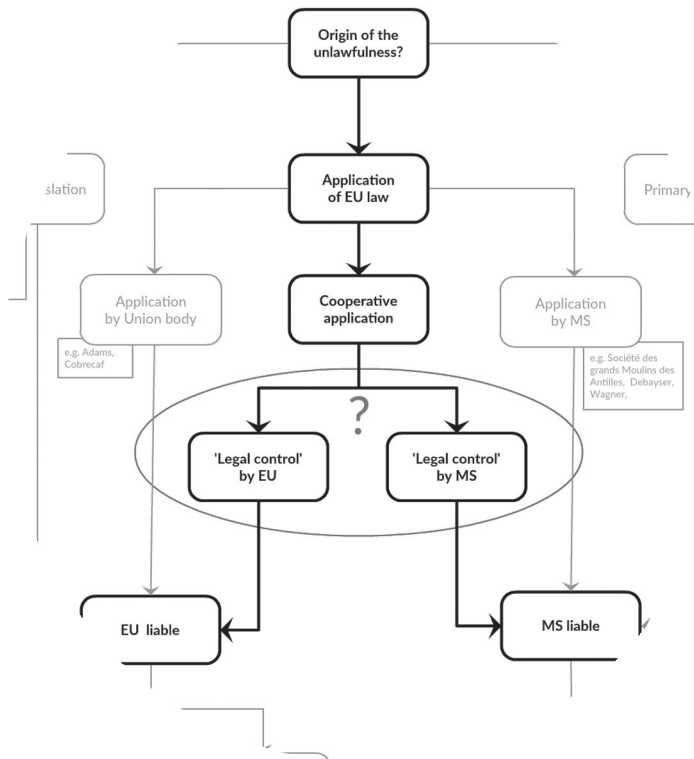 Origin of the
unlawfulness?
slation
Application
of EU law
Primary
Application
by Union body
Cooperative
application
Application
by MS
e.g. Adams,
Cobrecaf
e.g. Société des
grands Moulins des
Antilles, Debayser,
Wagner,
?
'Legal control'
by EU
'Legal control'
by MS
EU liable
MS liable